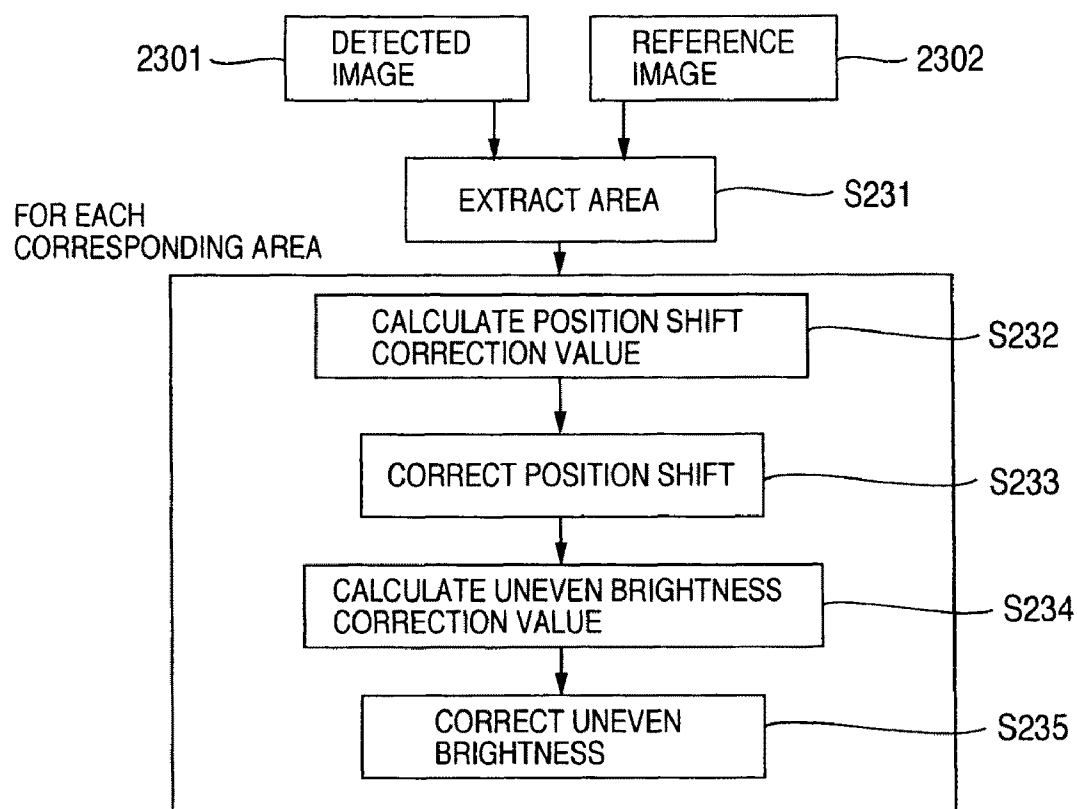 2301
DETECTED
IMAGE
REFERENCE
IMAGE
2302
EXTRACT AREA
S231
FOR EACH
CORRESPONDING AREA
CALCULATE POSITION SHIFT
CORRECTION VALUE
S232
CORRECT POSITION SHIFT
S233
CALCULATE UNEVEN BRIGHTNESS
CORRECTION VALUE
S234
CORRECT UNEVEN
BRIGHTNESS
S235